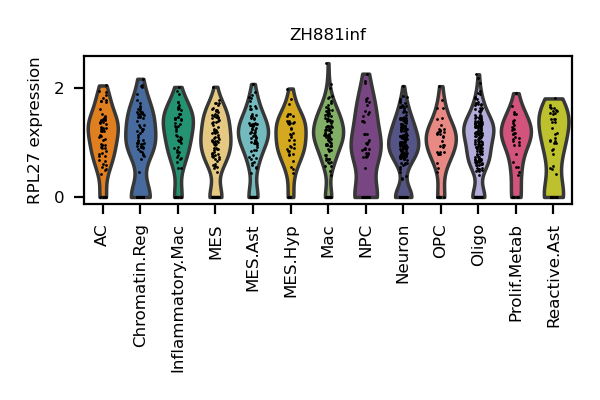 ZH881inf
RPL27 expression
2
0
AC
Chromatin.Reg
Inflammatory.Mac
MES
MES.Ast
MES.Hyp
Mac
NPC
Neuron
OPC
Oligo
Prolif.Metab
Reactive.Ast